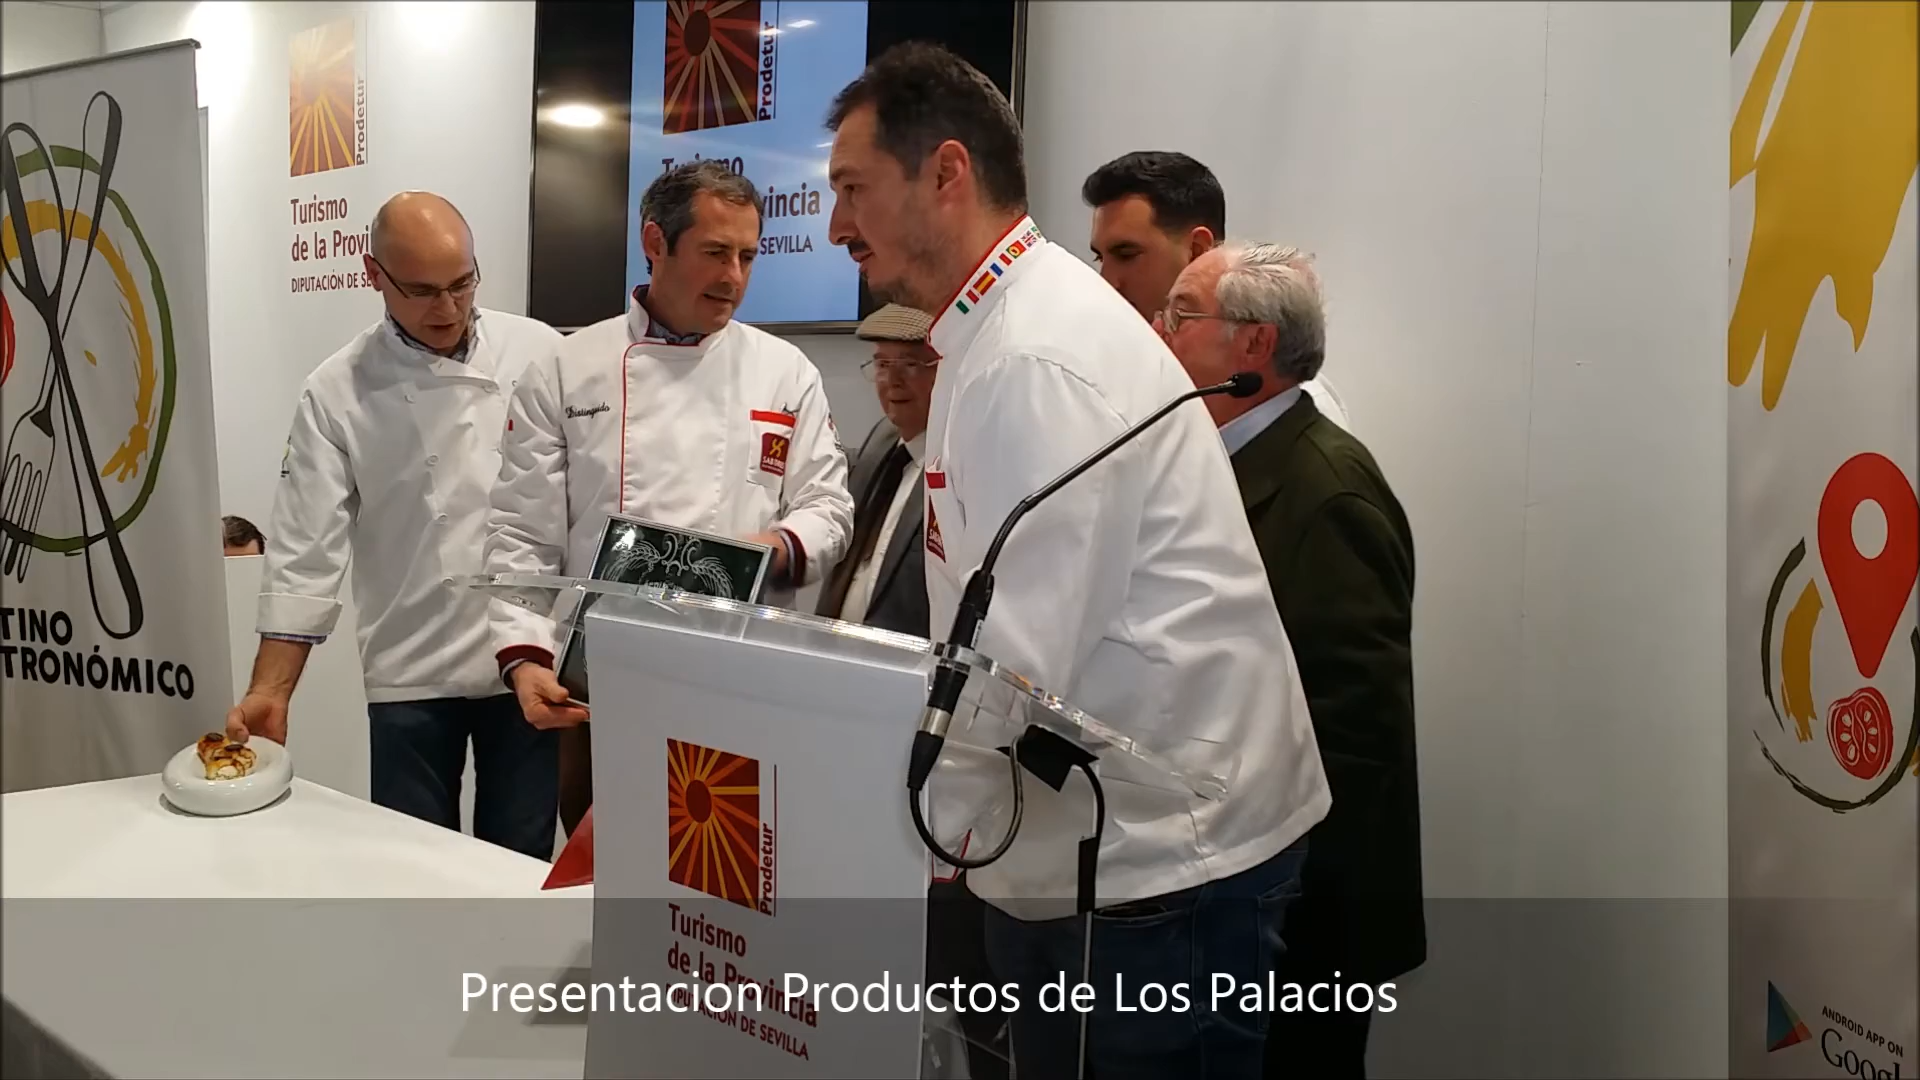 Prodetur
Turismo
de la Provi
DIPUTACIÓN DE SE
Prodetur
Turismo
vincia
SEVILLA
TINO
TRONÓMICO
Distinguido
Prodetur
Turismo
de la Provincia
DIPUTACIÓN DE SEVILLA
Presentacion Productos de Los Palacios
ANDROID APP ON
Googl